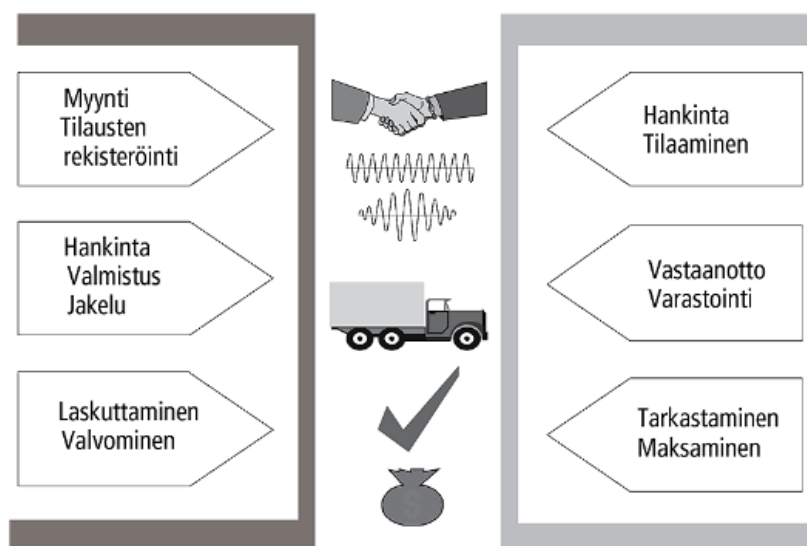 Myynti
Tilausten
rekisteröinti
Hankinta
Valmistus
Jakelu
Laskuttaminen
Valvominen
Hankinta
Tilaaminen
Vastaanotto
Varastointi
Tarkastaminen
Maksaminen
$